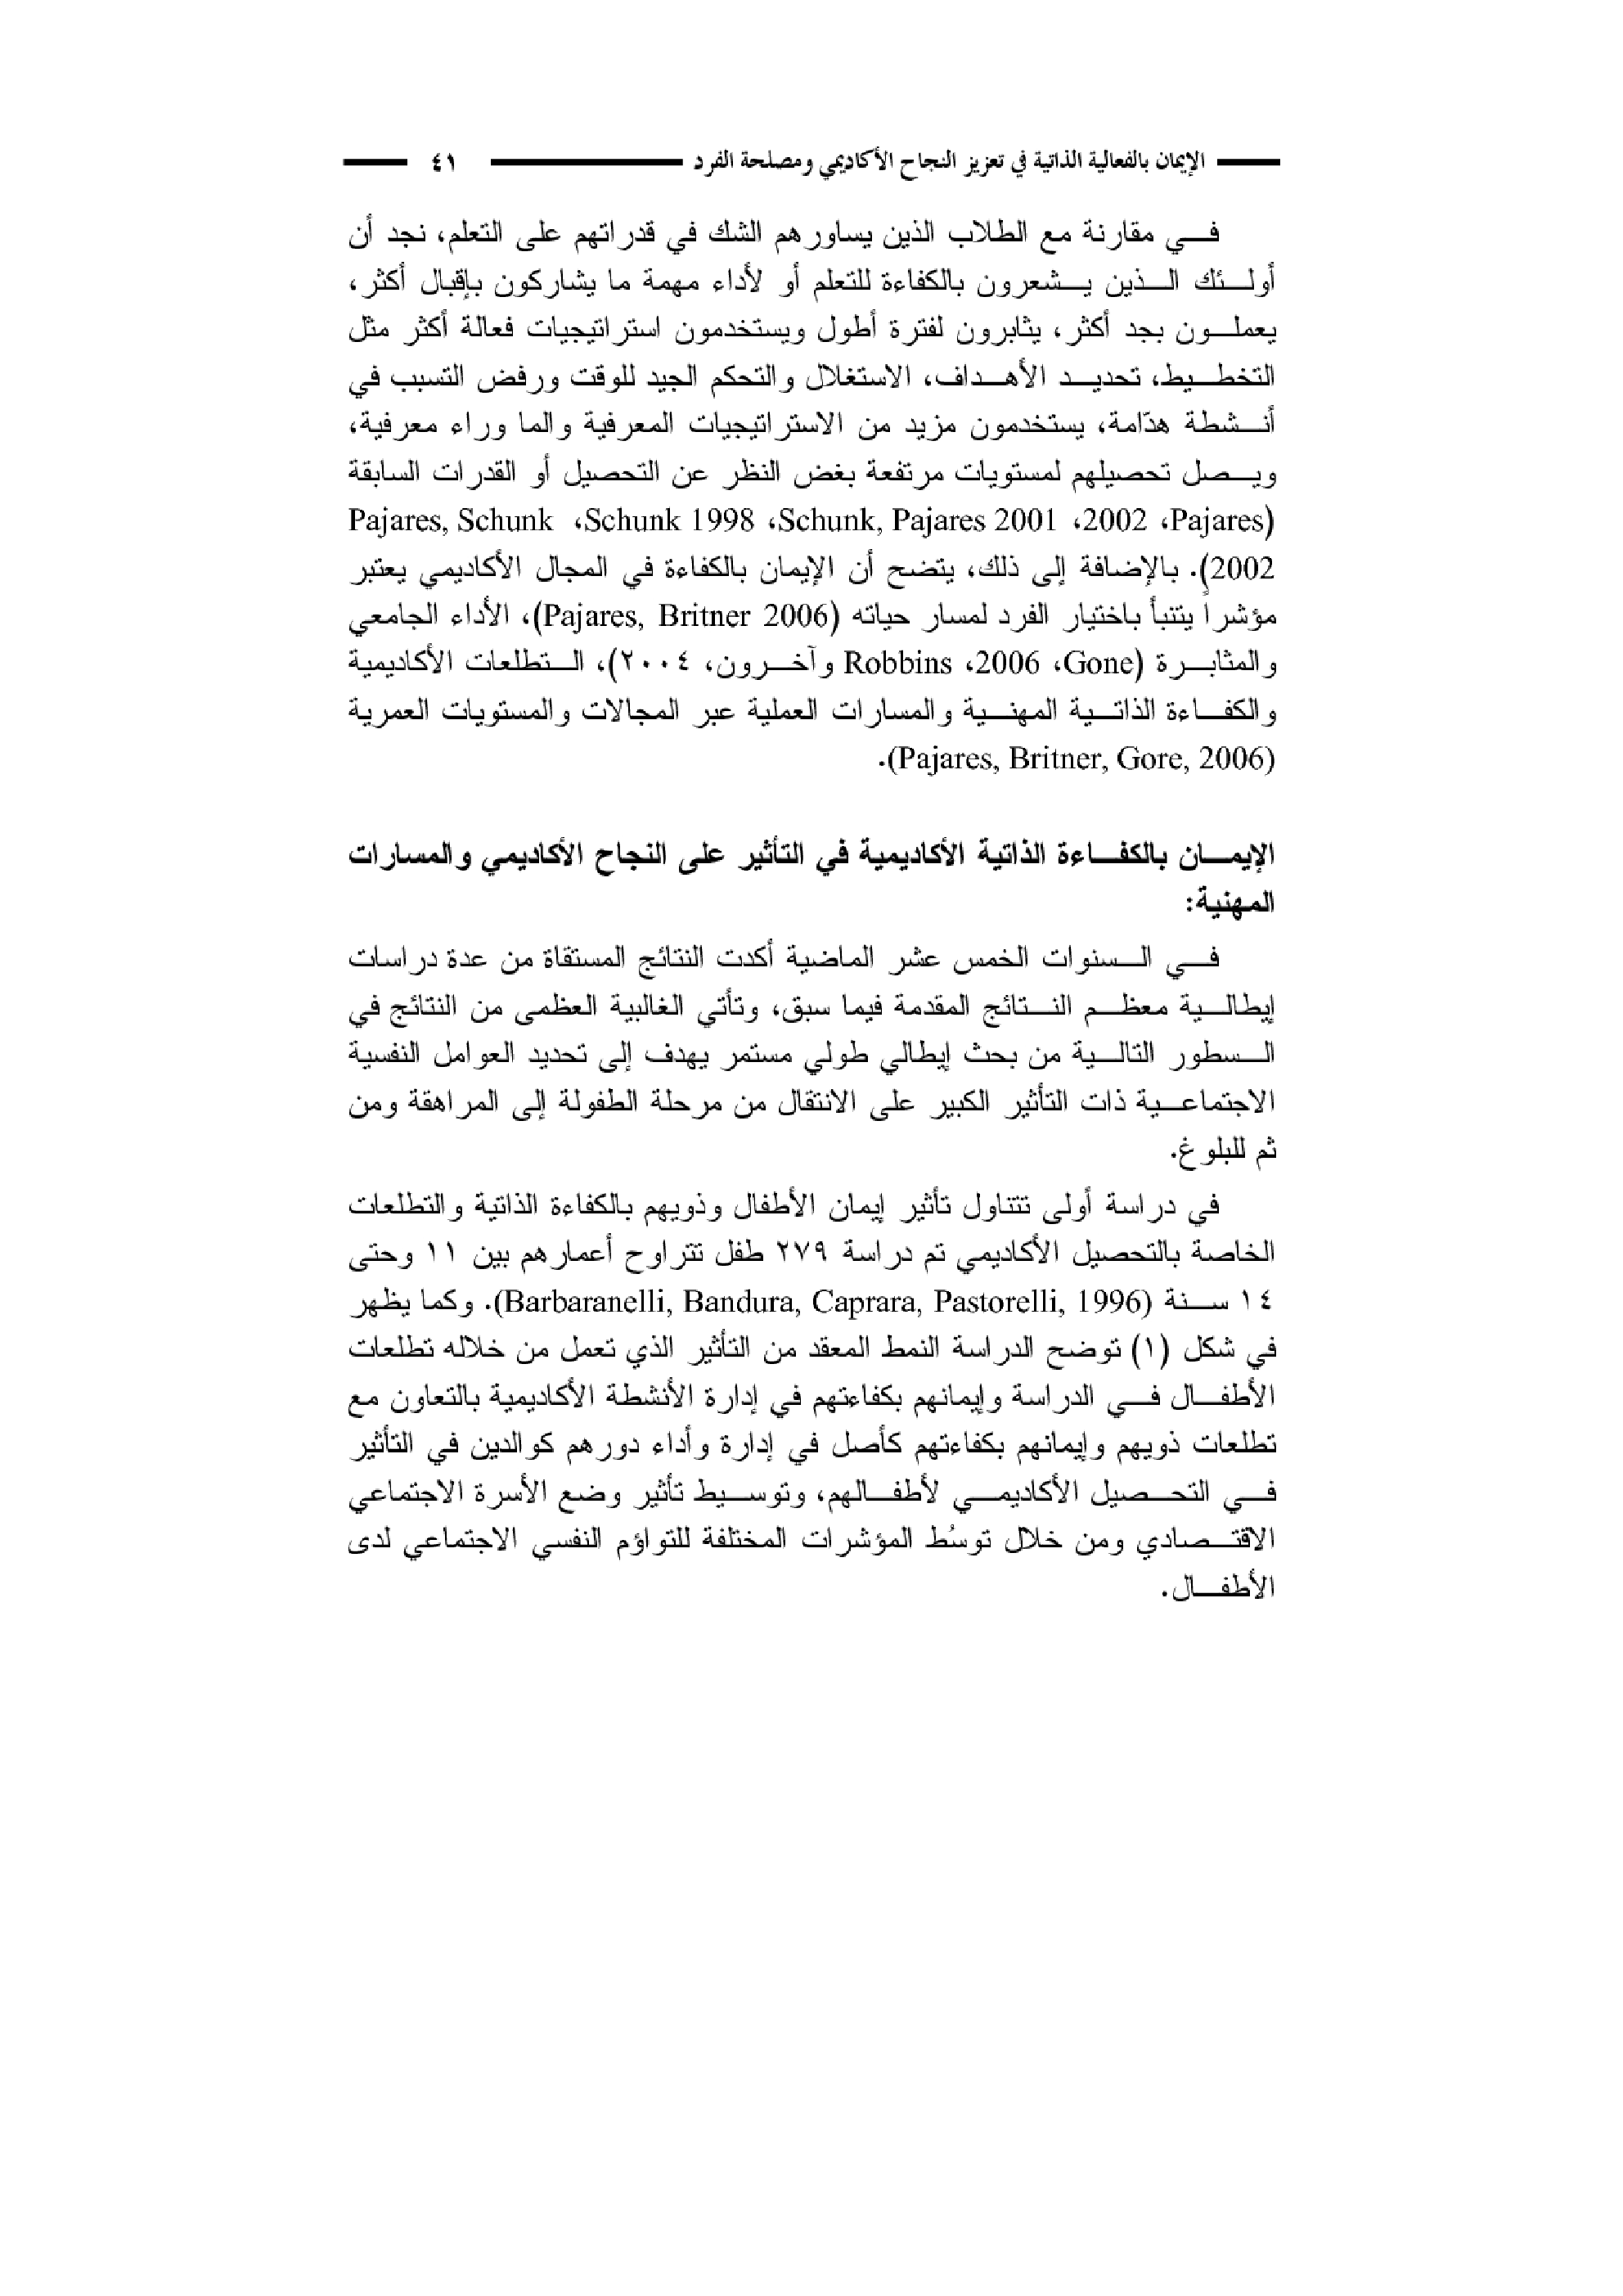 الإيمان بالفعالية الذاتية في تعزيز النجاح الأكاديمي ومصلحة الفرد ٤١
في مقارنة مع الطلاب الذين يساورهم الشك في قدراتهم على التعلم، نجد أن
أولئك الذين يشعرون بالكفاءة للتعلم أو لأداء مهمة ما يشاركون بإقبال أكثر،
يعملون بجد أكثر، يثابرون لفترة أطول ويستخدمون استراتيجيات فعالة أكثر مثل
التخطيط، تحديد الأهداف، الاستغلال والتحكم الجيد للوقت ورفض التسبب في
أنشطة هدّامة، يستخدمون مزيد من الاستراتيجيات المعرفية والما وراء معرفية،
ويصل تحصيلهم لمستويات مرتفعة بغض النظر عن التحصيل أو القدرات السابقة
(Pajares، 2002، Schunk, Pajares 2001، Schunk 1998، Pajares, Schunk
2002). بالإضافة إلى ذلك، يتضح أن الإيمان بالكفاءة في المجال الأكاديمي يعتبر
مؤشراً يتنبأ باختيار الفرد لمسار حياته (Pajares, Britner 2006)، الأداء الجامعي
والمثابرة (Gone، 2006، Robbins وآخرون، ٢٠٠٤)، التطلعات الأكاديمية
والكفاءة الذاتية المهنية والمسارات العملية عبر المجالات والمستويات العمرية
(Pajares, Britner, Gore, 2006).
الإيمان بالكفاءة الذاتية الأكاديمية في التأثير على النجاح الأكاديمي والمسارات
المهنية:
في السنوات الخمس عشر الماضية أكدت النتائج المستقاة من عدة دراسات
إيطالية معظم النتائج المقدمة فيما سبق، وتأتي الغالبية العظمى من النتائج في
السطور التالية من بحث إيطالي طولي مستمر يهدف إلى تحديد العوامل النفسية
الاجتماعية ذات التأثير الكبير على الانتقال من مرحلة الطفولة إلى المراهقة ومن
ثم للبلوغ.
في دراسة أولى تتناول تأثير إيمان الأطفال وذويهم بالكفاءة الذاتية والتطلعات
الخاصة بالتحصيل الأكاديمي تم دراسة ٢٧٩ طفل تتراوح أعمارهم بين ١١ وحتى
١٤ سنة (Barbaranelli, Bandura, Caprara, Pastorelli, 1996). وكما يظهر
في شكل (١) توضح الدراسة النمط المعقد من التأثير الذي تعمل من خلاله تطلعات
الأطفال في الدراسة وإيمانهم بكفاءتهم في إدارة الأنشطة الأكاديمية بالتعاون مع
تطلعات ذويهم وإيمانهم بكفاءتهم كأصل في إدارة وأداء دورهم كوالدين في التأثير
في التحصيل الأكاديمي لأطفالهم، وتوسيط تأثير وضع الأسرة الاجتماعي
الاقتصادي ومن خلال توسُط المؤشرات المختلفة للتواؤم النفسي الاجتماعي لدى
الأطفال.